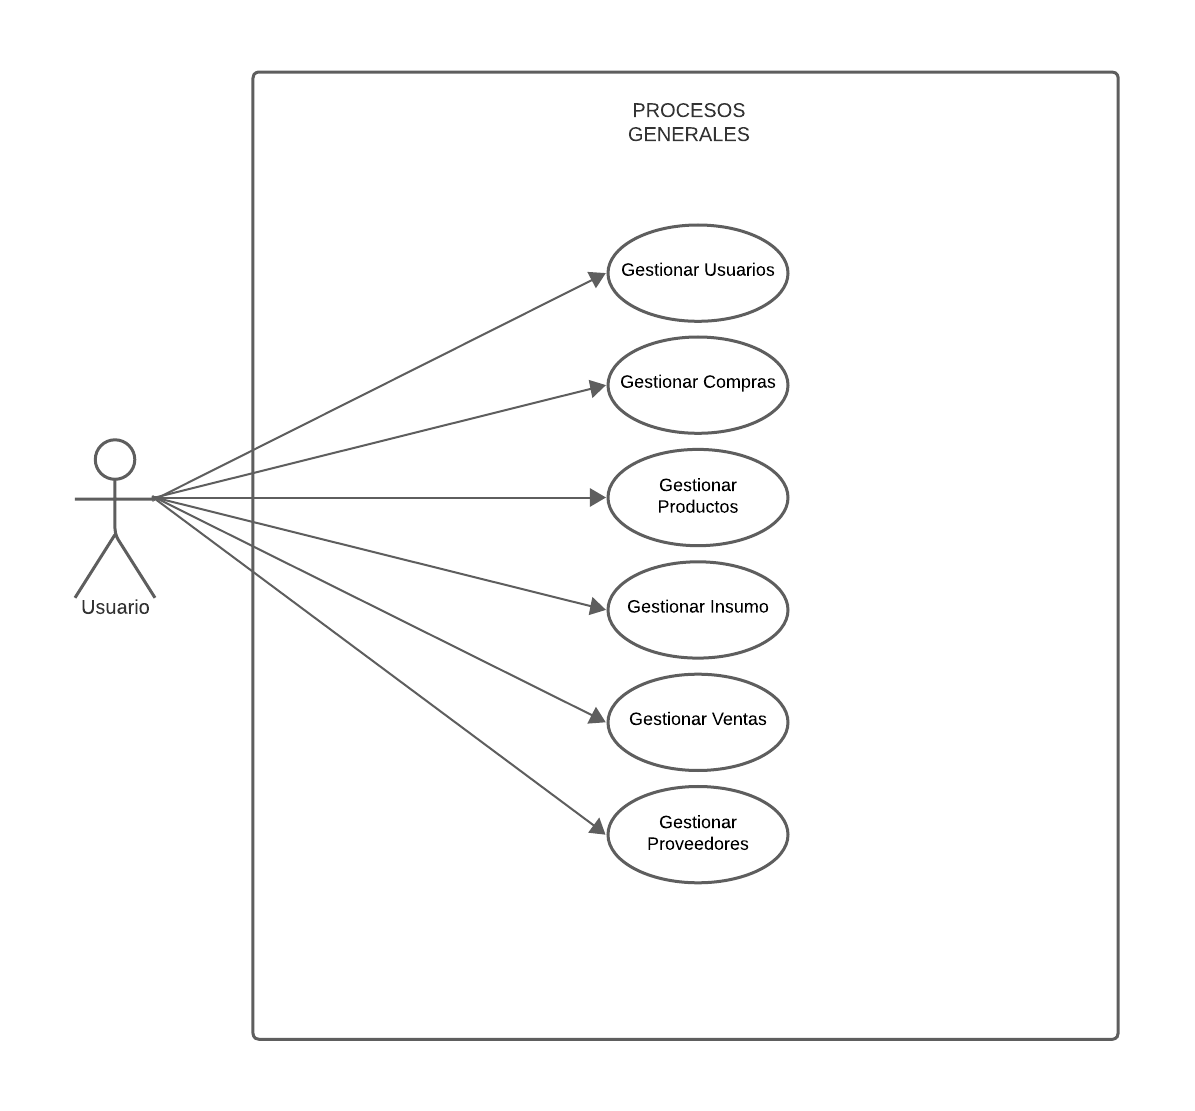 PROCESOS
GENERALES
Gestionar Usuarios
Gestionar Compras
Gestionar
Productos
Gestionar Insumo
Gestionar Ventas
Gestionar
Proveedores
Usuario